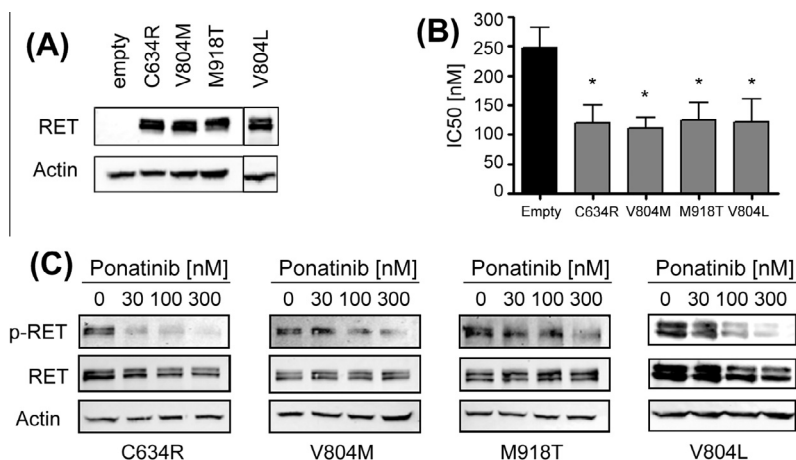 (A)
empty
C634R
V804M
M918T
V804L
RET
Actin
(B)
IC50 [nM]
300
250
200
150
100
50
0
* * * *
Empty C634R V804M M918T V804L
(C)
Ponatinib [nM] Ponatinib [nM] Ponatinib [nM] Ponatinib [nM]
0 30 100 300 0 30 100 300 0 30 100 300 0 30 100 300
p-RET
RET
Actin
C634R V804M M918T V804L